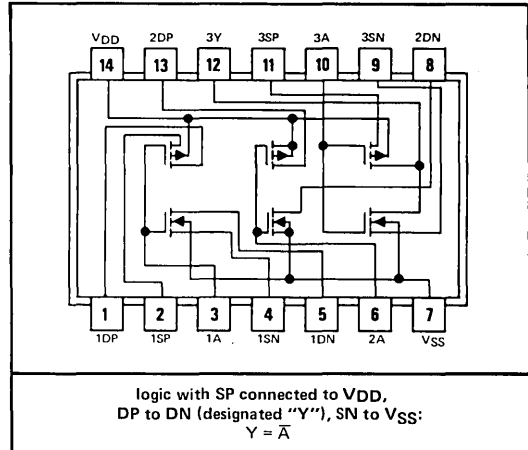 VDD 2DP 3Y 3SP 3A 3SN 2DN
14 13 12 11 10 9 8
1 2 3 4 5 6 7
1DP 1SP 1A 1SN 1DN 2A VSS
logic with SP connected to VDD,
DP to DN (designated "Y"), SN to VSS:
Y = A̅